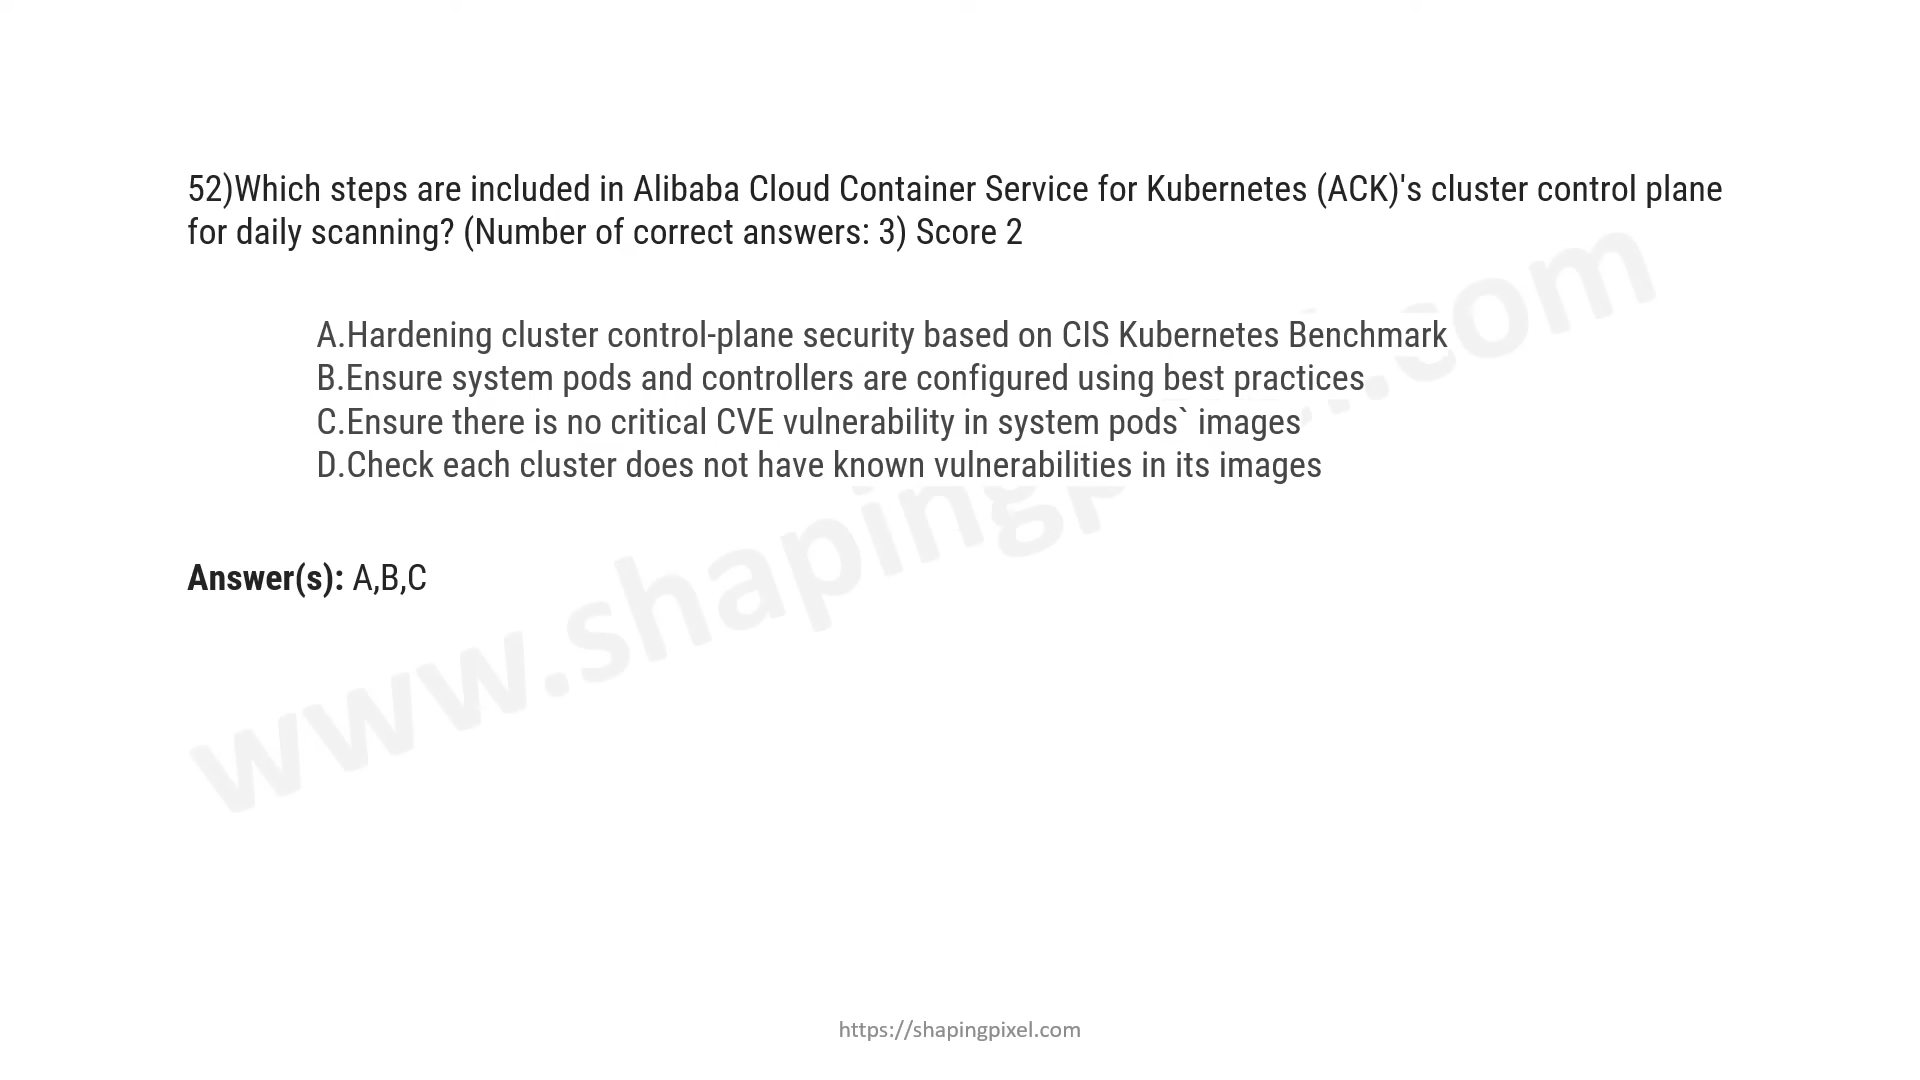 52)Which steps are included in Alibaba Cloud Container Service for Kubernetes (ACK)'s cluster control plane
for daily scanning? (Number of correct answers: 3) Score 2
A.Hardening cluster control-plane security based on CIS Kubernetes Benchmark
B.Ensure system pods and controllers are configured using best practices
C.Ensure there is no critical CVE vulnerability in system pods` images
D.Check each cluster does not have known vulnerabilities in its images
Answer(s): A,B,C
www.shapingp...com
https://shapingpixel.com